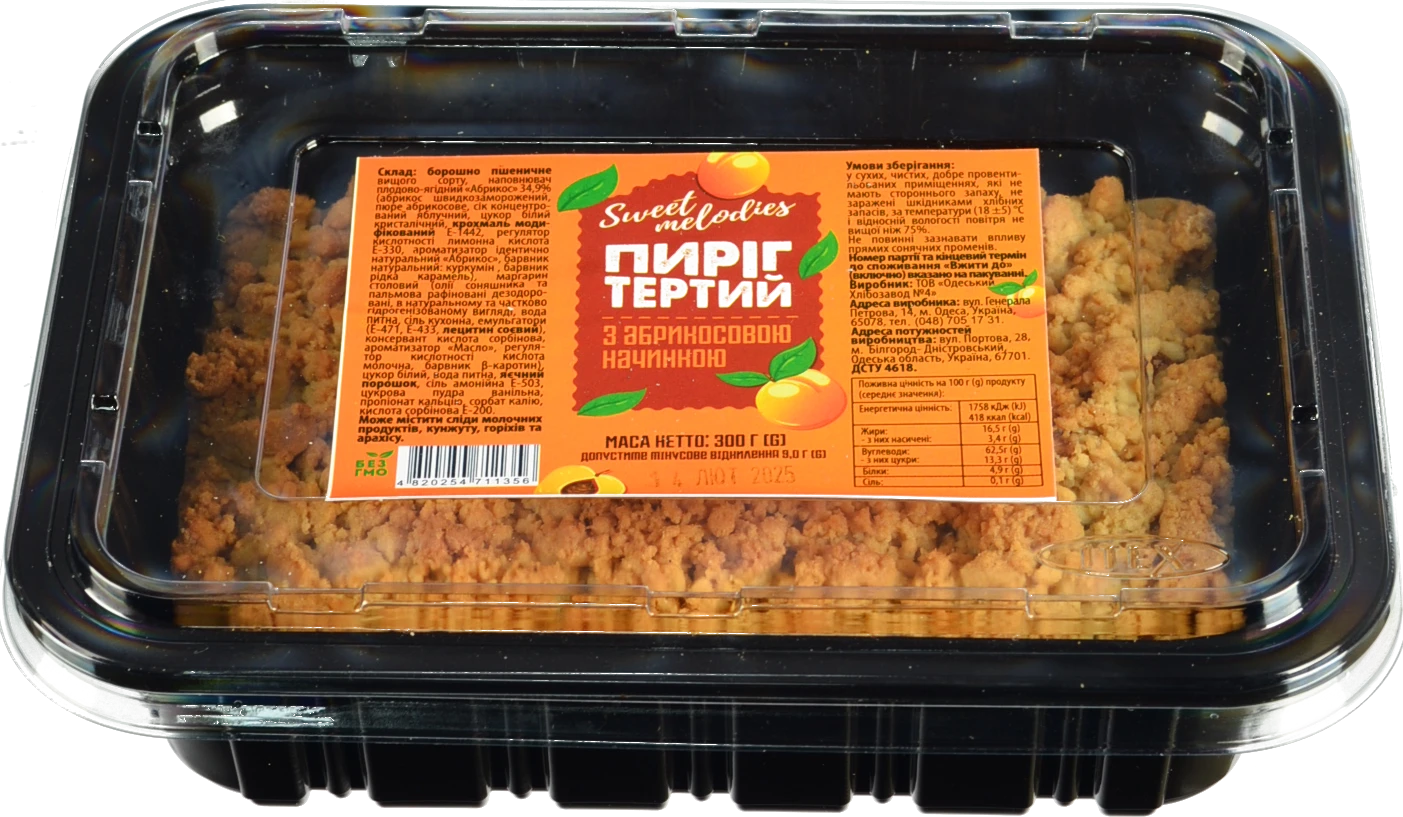 Склад: борошно пшеничне
вищого сорту, наповнювач
плодово-ягідний «Абрикос» 34,9%
(абрикос швидкозаморожений,
пюре абрикосове, сік концентро-
ваний яблучний, цукор білий
кристалічний, крохмаль моди-
фікований Е-1442, регулятор
кислотності лимонна кислота
Е-330, ароматизатор ідентично
натуральний «Абрикос», барвник
натуральний: куркумін , барвник
рідка карамель), маргарин
столовий (олії соняшника та
пальмова рафіновані дезодоро-
вані, в натуральному та частково
гідрогенізованому вигляді, вода
питна, сіль кухонна, емульгатори
(Е-471, Е-433, лецитин соєвий),
консервант кислота сорбінова,
ароматизатор «Масло», регуля-
тор кислотності кислота
молочна, барвник β-каротин),
цукор білий, вода питна, яєчний
порошок, сіль амонійна Е-503,
цукрова пудра ванільна,
пропіонат кальцію, сорбат калію,
кислота сорбінова Е-200.
Може містити сліди молочних
продуктів, кунжуту, горіхів та
арахісу.
БЕЗ
ГМО
4 820254 711356
Sweet
melodies
ПИРІГ
ТЕРТИЙ
З АБРИКОСОВОЮ
НАЧИНКОЮ
МАСА НЕТТО: 300 Г (G)
ДОПУСТИМЕ МІНУСОВЕ ВІДХИЛЕННЯ 9,0 Г (G)
14 ЛЮТ 2025
Умови зберігання:
у сухих, чистих, добре провенти-
льованих приміщеннях, які не
мають стороннього запаху, не
заражені шкідниками хлібних
запасів, за температури (18 ±5) °С
і відносній вологості повітря не
вищої ніж 75%.
Не повинні зазнавати впливу
прямих сонячних променів.
Номер партії та кінцевий термін
до споживання «Вжити до»
(включно) вказано на пакуванні.
Виробник: ТОВ «Одеський
Хлібозавод №4»
Адреса виробника: вул. Генерала
Петрова, 14, м. Одеса, Україна,
65078, тел. (048) 705 17 31.
Адреса потужностей
виробництва: вул. Портова, 28,
м. Білгород- Дністровський,
Одеська область, Україна, 67701.
ДСТУ 4618.
Поживна цінність на 100 г (g) продукту
(середнє значення):
Енергетична цінність: 1758 кДж (kJ)
418 ккал (kcal)
Жири: 16,5 г (g)
- з них насичені: 3,4 г (g)
Вуглеводи: 62,5г (g)
- з них цукри: 13,3 г (g)
Білки: 4,9 г (g)
Сіль: 0,1 г (g)